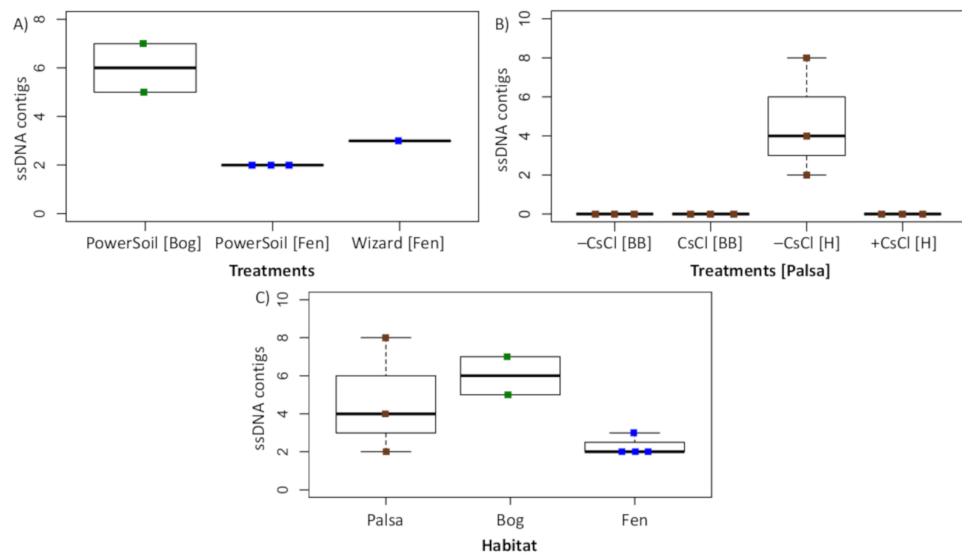 A)
ssDNA contigs
8
6
4
2
0
PowerSoil [Bog] PowerSoil [Fen] Wizard [Fen]
Treatments
B)
ssDNA contigs
10
8
6
4
2
0
–CsCl [BB] CsCl [BB] –CsCl [H] +CsCl [H]
Treatments [Palsa]
C)
ssDNA contigs
10
8
6
4
2
0
Palsa Bog Fen
Habitat